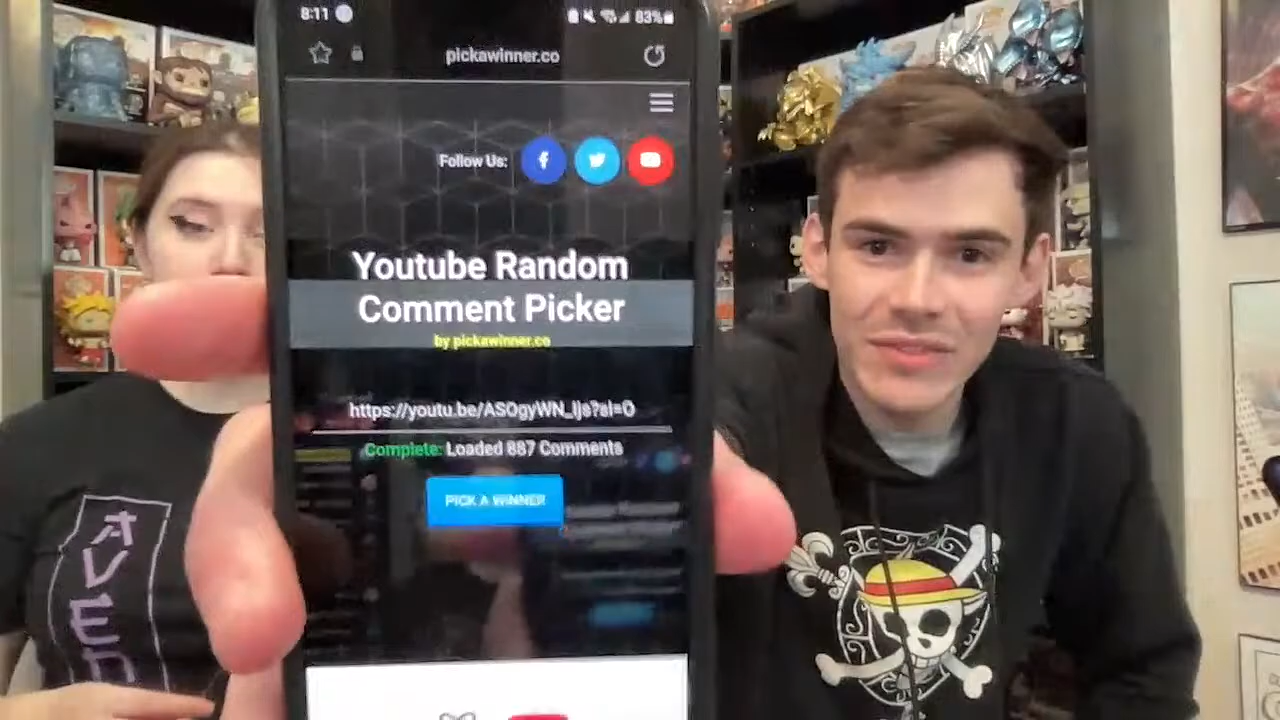 8:11 83%
pickawinner.co
Follow Us:
Youtube Random
Comment Picker
by pickawinner.co
https://youtu.be/ASOgyWN_Ijs?si=O
Complete: Loaded 887 Comments
PICK A WINNER